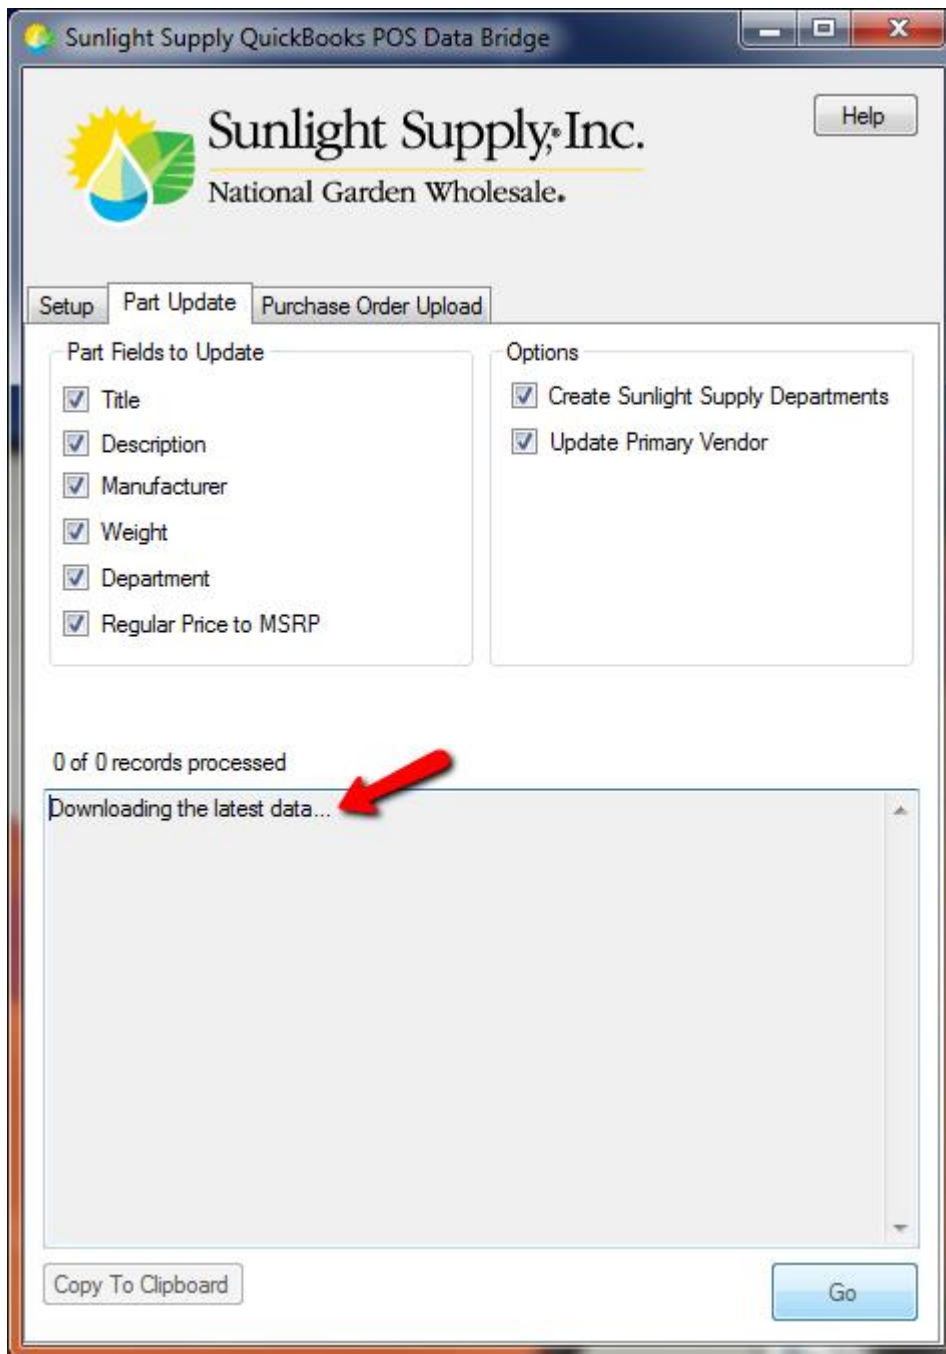 Sunlight Supply QuickBooks POS Data Bridge
Sunlight Supply,® Inc.
National Garden Wholesale®
Help
Setup
Part Update
Purchase Order Upload
Part Fields to Update
Title
Description
Manufacturer
Weight
Department
Regular Price to MSRP
Options
Create Sunlight Supply Departments
Update Primary Vendor
0 of 0 records processed
Downloading the latest data...
Copy To Clipboard
Go